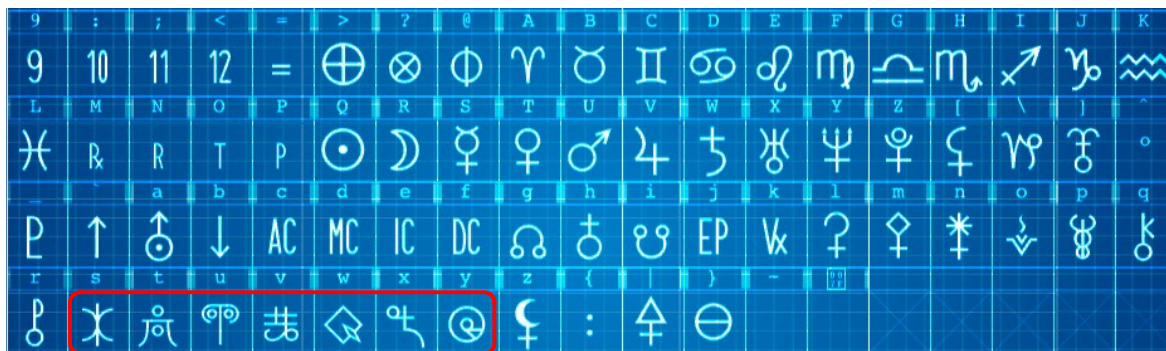 9 : ; < = > ? @ A B C D E F G H I J K
9 10 11 12 = ⊕ ⊗ ⌽ ♈ ♉ ♊ ♋ ♌ ♍ ♎ ♏ ♐ ♑ ♒
L M N O P Q R S T U V W X Y Z [ \ ] ^
♓ ℞ R T P ☉ ☽ ☿ ♀ ♂ ♃ ♄ ♅ ♆ ⚳ ♑ °
_ ` a b c d e f g h i j k l m n o p q
♇ ↑ ⛢ ↓ AC MC IC DC ☊ ♁ ☋ EP Vx ⚳ ⚴ ⚵ ⚶ ⚷
r s t u v w x y z { | } ~
⚸ : ⊖